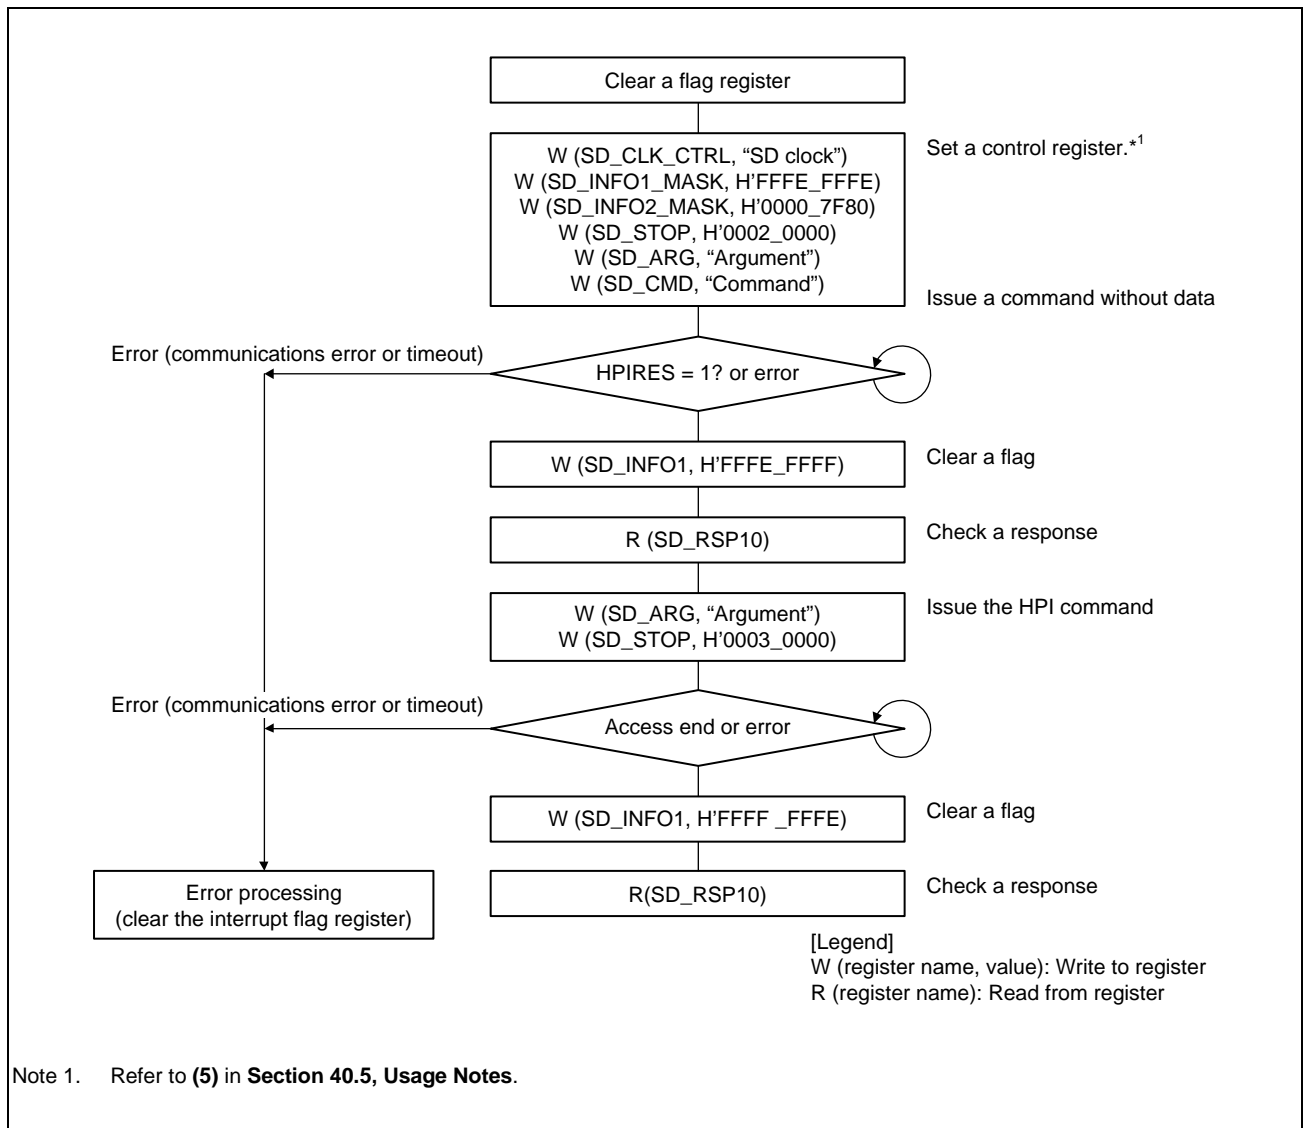 Clear a flag register
W (SD_CLK_CTRL, “SD clock”)
W (SD_INFO1_MASK, H’FFFE_FFFE)
W (SD_INFO2_MASK, H’0000_7F80)
W (SD_STOP, H’0002_0000)
W (SD_ARG, “Argument”)
W (SD_CMD, “Command”)
Set a control register.*1
Issue a command without data
Error (communications error or timeout)
HPIRES = 1? or error
W (SD_INFO1, H’FFFE_FFFF)
Clear a flag
R (SD_RSP10)
Check a response
W (SD_ARG, “Argument”)
W (SD_STOP, H’0003_0000)
Issue the HPI command
Error (communications error or timeout)
Access end or error
W (SD_INFO1, H’FFFF _FFFE)
Clear a flag
Error processing
(clear the interrupt flag register)
R(SD_RSP10)
Check a response
[Legend]
W (register name, value): Write to register
R (register name): Read from register
Note 1. Refer to (5) in Section 40.5, Usage Notes.